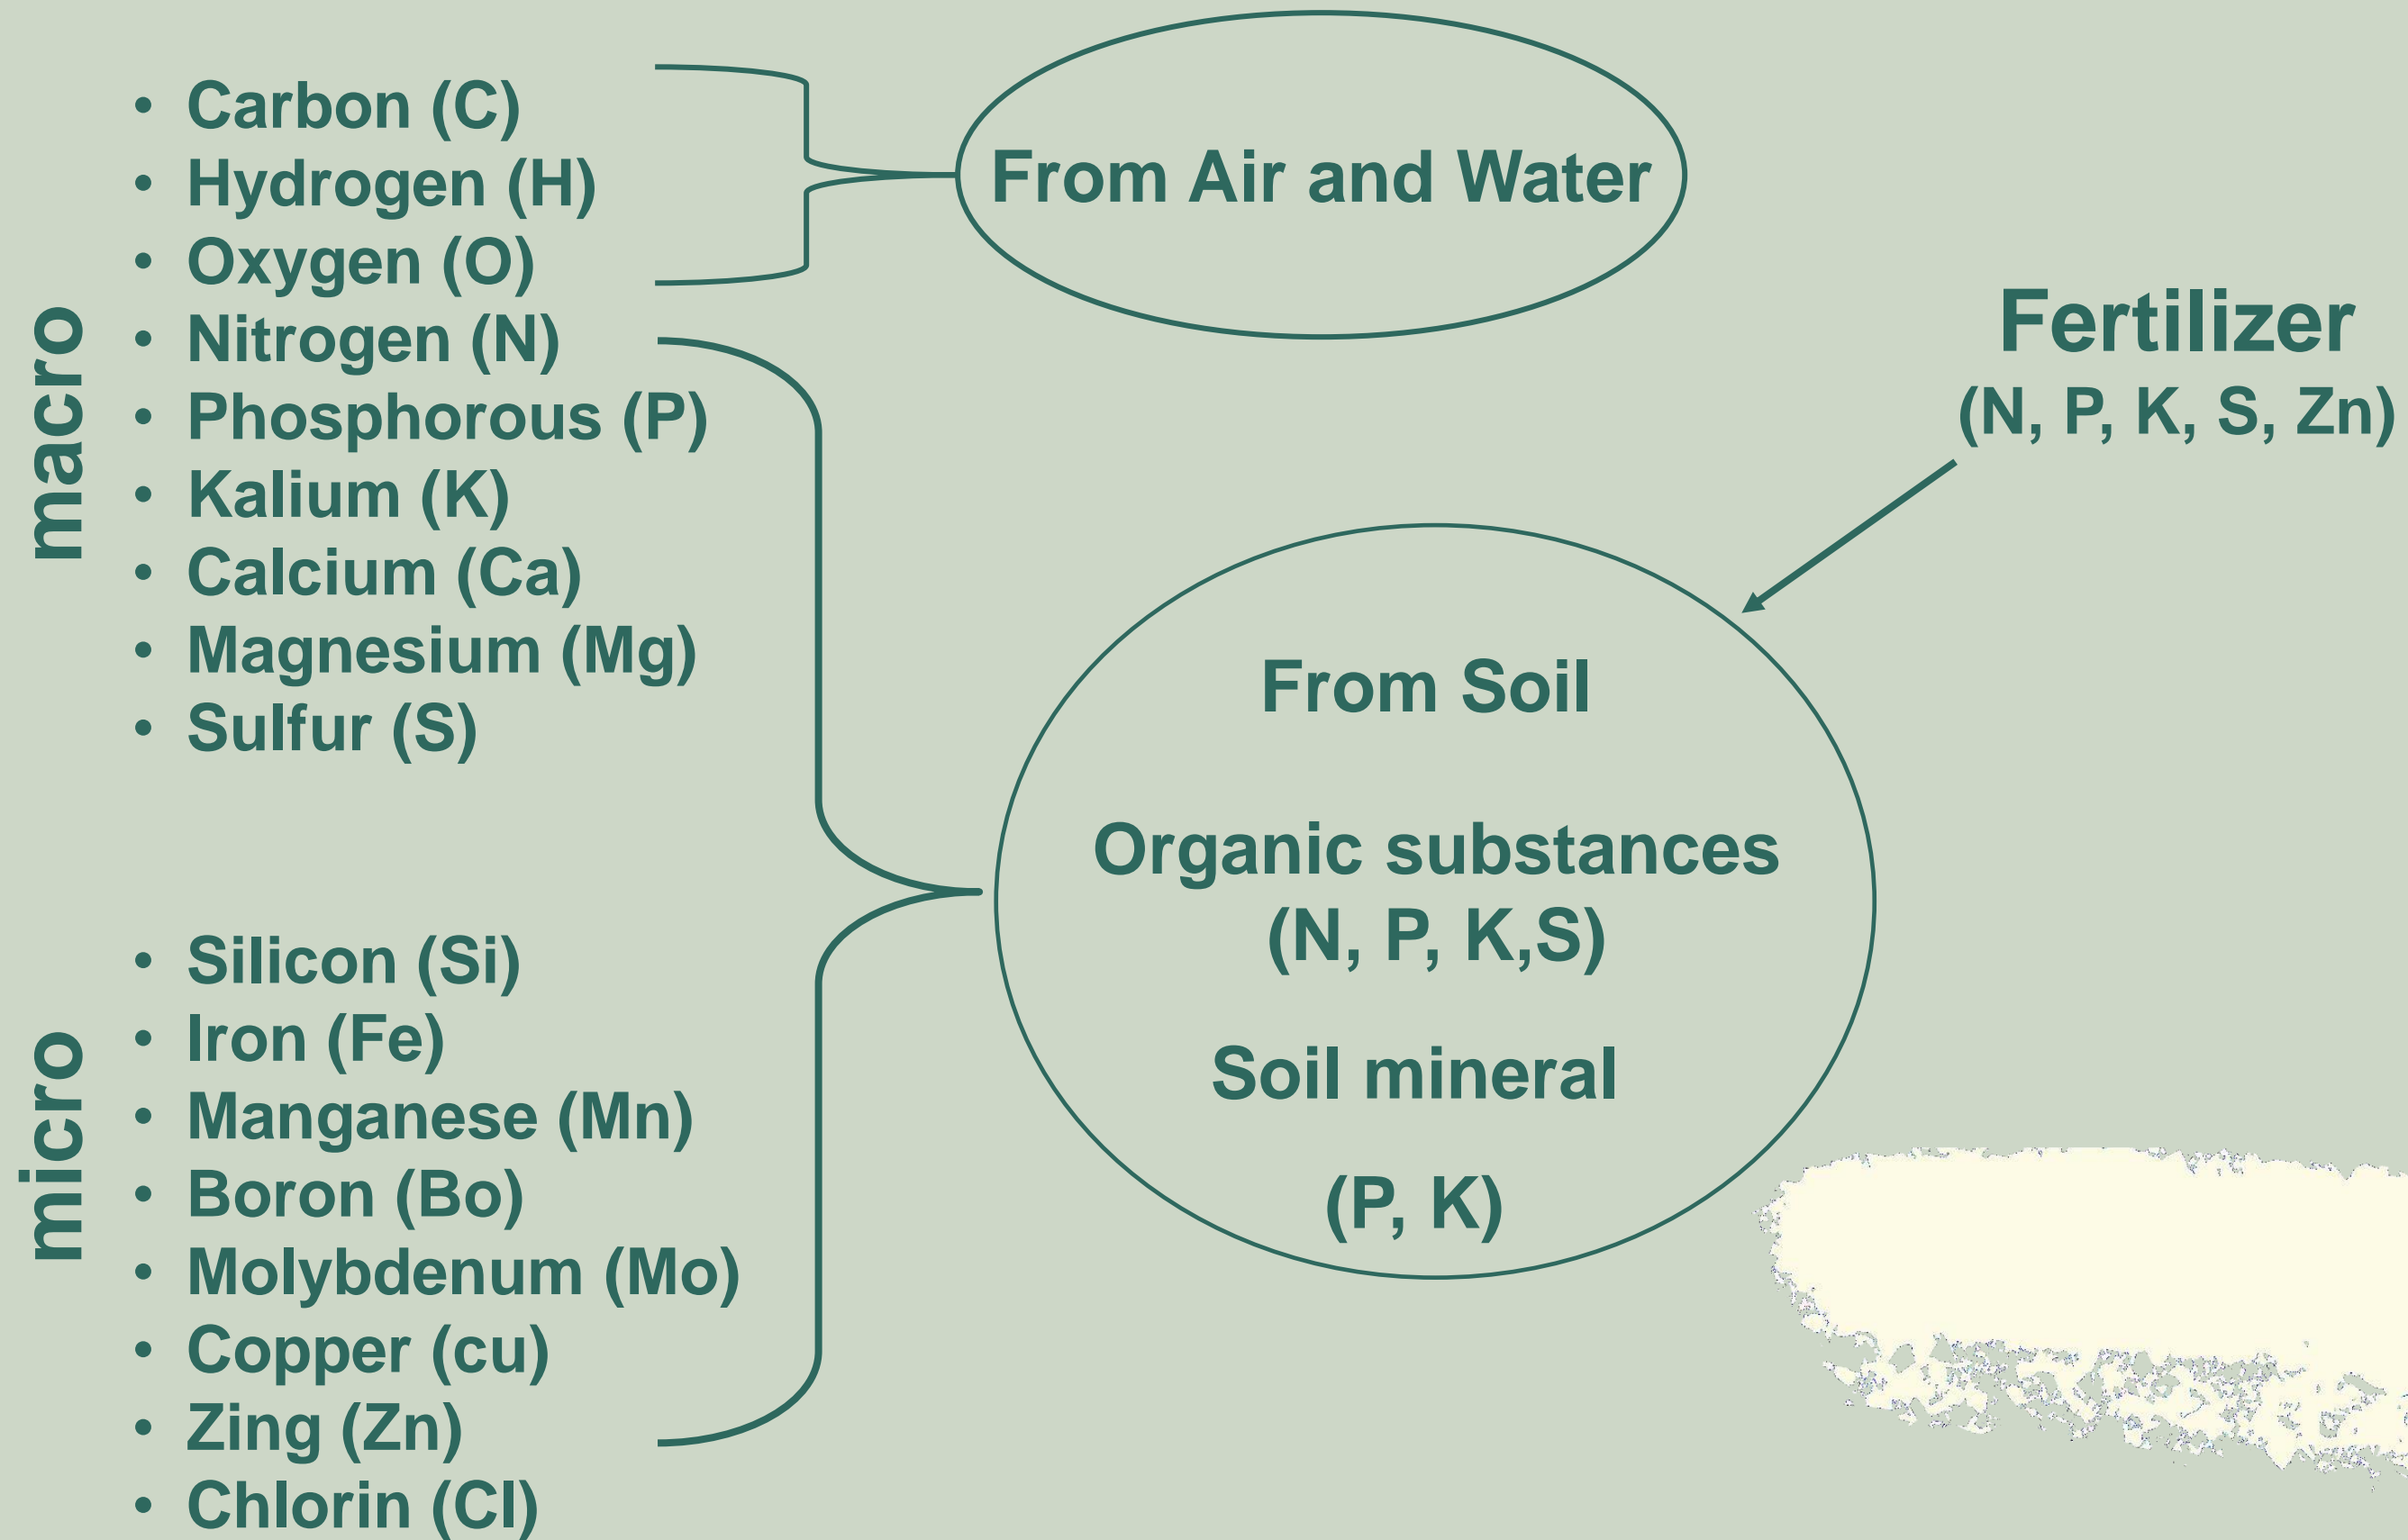 macro
• Carbon (C)
• Hydrogen (H)
• Oxygen (O)
• Nitrogen (N)
• Phosphorous (P)
• Kalium (K)
• Calcium (Ca)
• Magnesium (Mg)
• Sulfur (S)
micro
• Silicon (Si)
• Iron (Fe)
• Manganese (Mn)
• Boron (Bo)
• Molybdenum (Mo)
• Copper (cu)
• Zing (Zn)
• Chlorin (Cl)
From Air and Water
Fertilizer
(N, P, K, S, Zn)
From Soil
Organic substances
(N, P, K,S)
Soil mineral
(P, K)